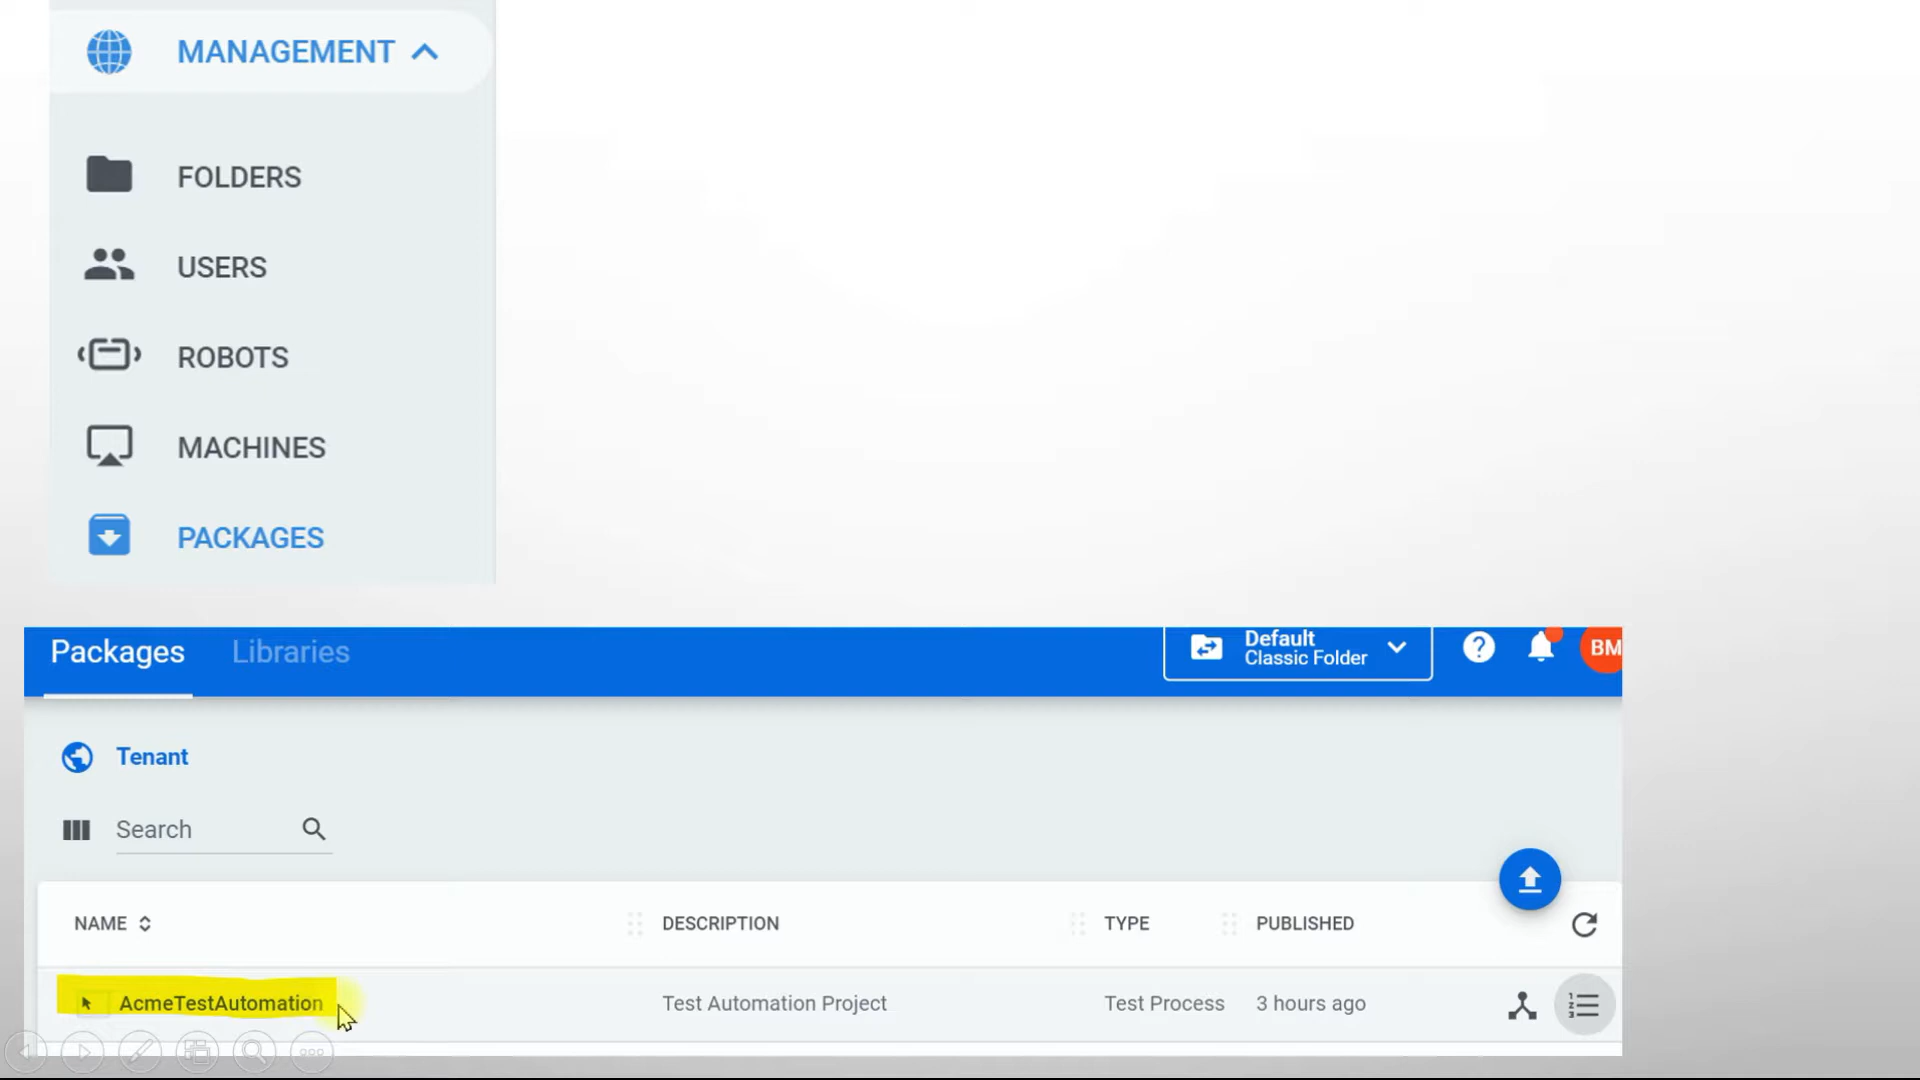 MANAGEMENT
FOLDERS
USERS
ROBOTS
MACHINES
PACKAGES
Packages Libraries
Default
Classic Folder
? BM
Tenant
Search
NAME DESCRIPTION TYPE PUBLISHED
AcmeTestAutomation Test Automation Project Test Process 3 hours ago